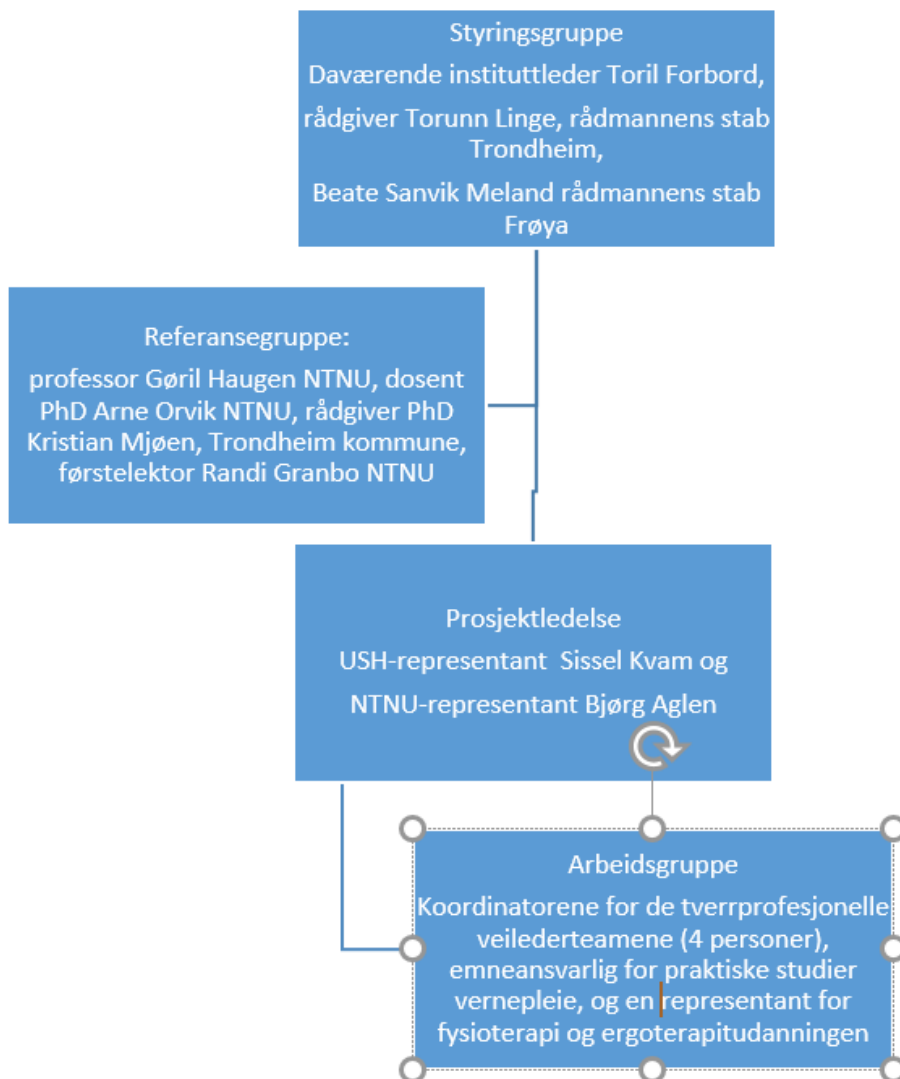 Styringsgruppe
Daværende instituttleder Toril Forbord,
rådgiver Torunn Linge, rådmannens stab
Trondheim,
Beate Sanvik Meland rådmannens stab
Frøya
Referansegruppe:
professor Gøril Haugen NTNU, dosent
PhD Arne Orvik NTNU, rådgiver PhD
Kristian Mjøen, Trondheim kommune,
førstelektor Randi Granbo NTNU
Prosjektledelse
USH-representant  Sissel Kvam og
NTNU-representant Bjørg Aglen
Arbeidsgruppe
Koordinatorene for de tverrprofesjonelle
veilederteamene (4 personer),
emneansvarlig for praktiske studier
vernepleie, og en representant for
fysioterapi og ergoterapitudanningen